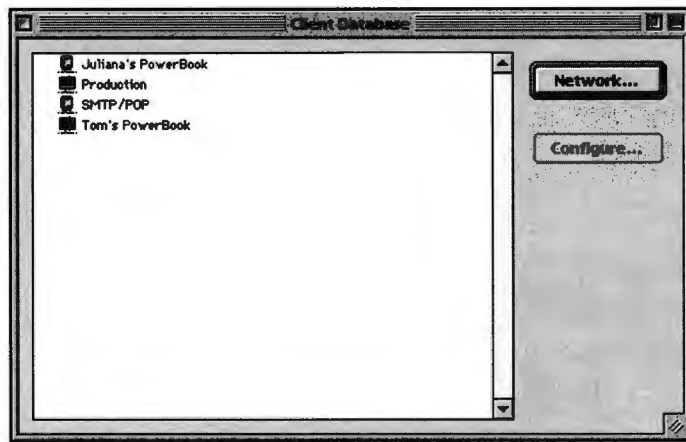 Client Database
Juliana's PowerBook
Production
SMTP/POP
Tom's PowerBook
Network...
Configure...